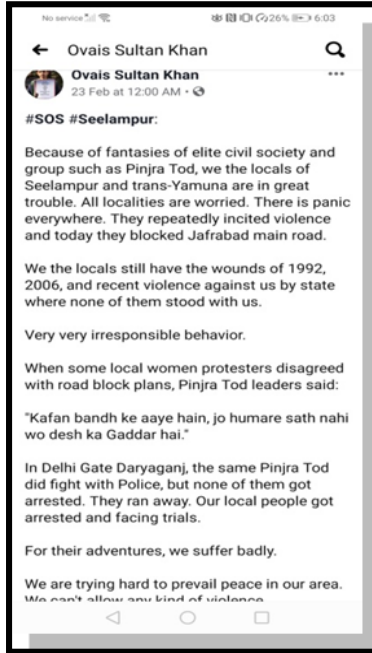 No service 26% 6:03
Ovais Sultan Khan
Ovais Sultan Khan
23 Feb at 12:00 AM •
#SOS #Seelampur:
Because of fantasies of elite civil society and
group such as Pinjra Tod, we the locals of
Seelampur and trans-Yamuna are in great
trouble. All localities are worried. There is panic
everywhere. They repeatedly incited violence
and today they blocked Jafrabad main road.
We the locals still have the wounds of 1992,
2006, and recent violence against us by state
where none of them stood with us.
Very very irresponsible behavior.
When some local women protesters disagreed
with road block plans, Pinjra Tod leaders said:
"Kafan bandh ke aaye hain, jo humare sath nahi
wo desh ka Gaddar hai."
In Delhi Gate Daryaganj, the same Pinjra Tod
did fight with Police, but none of them got
arrested. They ran away. Our local people got
arrested and facing trials.
For their adventures, we suffer badly.
We are trying hard to prevail peace in our area.
We can't allow any kind of violence